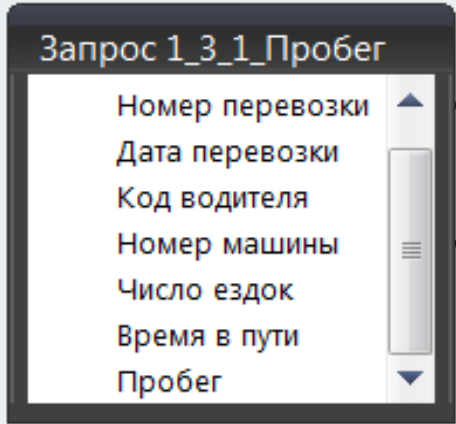 Запрос 1_3_1_Пробег
Номер перевозки
Дата перевозки
Код водителя
Номер машины
Число ездок
Время в пути
Пробег